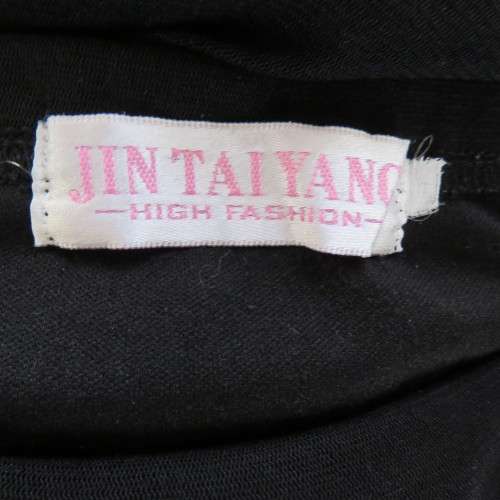 JIN TAI YANG
—HIGH FASHION—